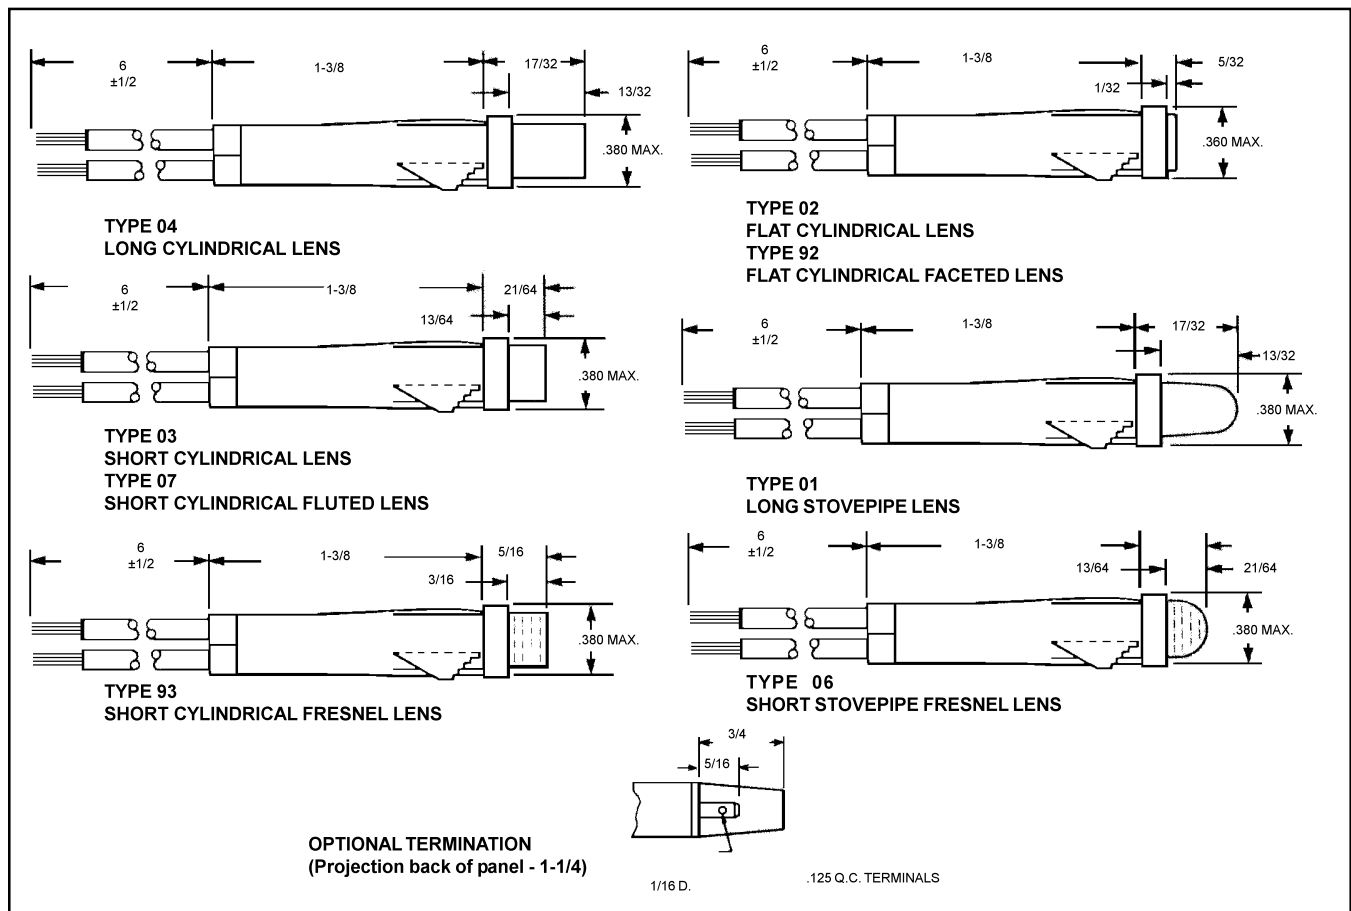 6
±1/2
1-3/8
17/32
13/32
.380 MAX.
TYPE 04
LONG CYLINDRICAL LENS
6
±1/2
1-3/8
5/32
1/32
.360 MAX.
TYPE 02
FLAT CYLINDRICAL LENS
TYPE 92
FLAT CYLINDRICAL FACETED LENS
6
±1/2
1-3/8
21/64
13/64
.380 MAX.
TYPE 03
SHORT CYLINDRICAL LENS
TYPE 07
SHORT CYLINDRICAL FLUTED LENS
6
±1/2
1-3/8
17/32
13/32
.380 MAX.
TYPE 01
LONG STOVEPIPE LENS
6
±1/2
1-3/8
5/16
3/16
.380 MAX.
TYPE 93
SHORT CYLINDRICAL FRESNEL LENS
6
±1/2
1-3/8
13/64
21/64
.380 MAX.
TYPE 06
SHORT STOVEPIPE FRESNEL LENS
3/4
5/16
OPTIONAL TERMINATION
(Projection back of panel - 1-1/4)
1/16 D.
.125 Q.C. TERMINALS